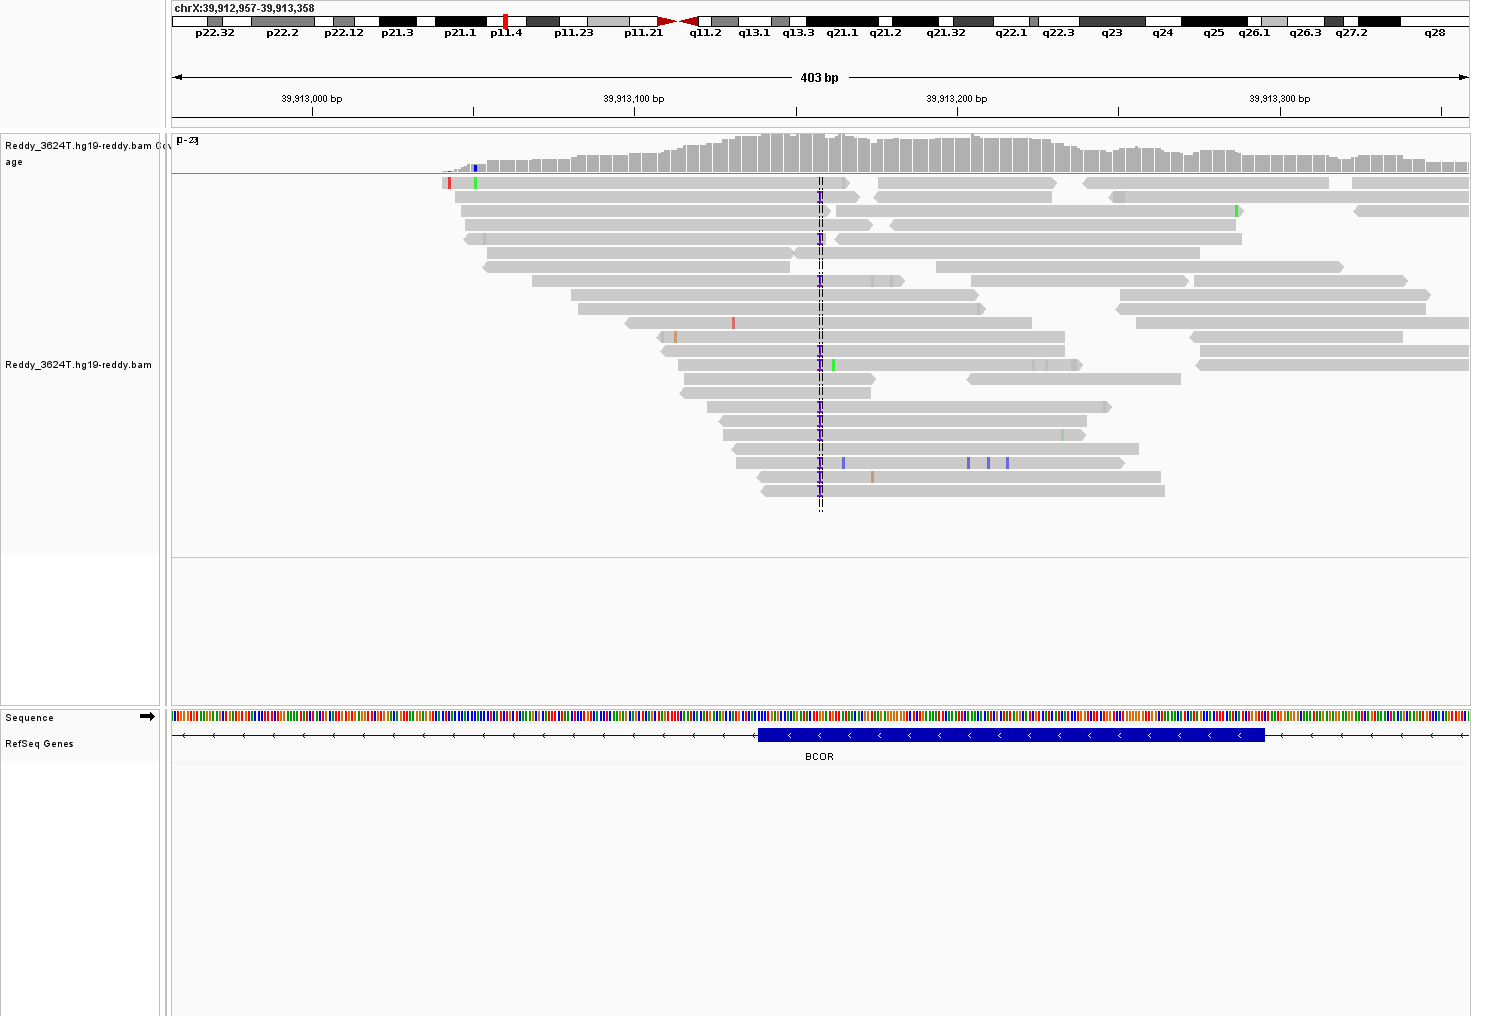 chrX:39,912,957-39,913,358
p22.32 p22.2 p22.12 p21.3 p21.1 p11.4 p11.23 p11.21 q11.2 q13.1 q13.3 q21.1 q21.2 q21.32 q22.1 q22.3 q23 q24 q25 q26.1 q26.3 q27.2 q28
403 bp
39,913,000 bp 39,913,100 bp 39,913,200 bp 39,913,300 bp
Reddy_3624T.hg19-reddy.bam Cov
age
[0-23]
Reddy_3624T.hg19-reddy.bam
Sequence
RefSeq Genes
BCOR